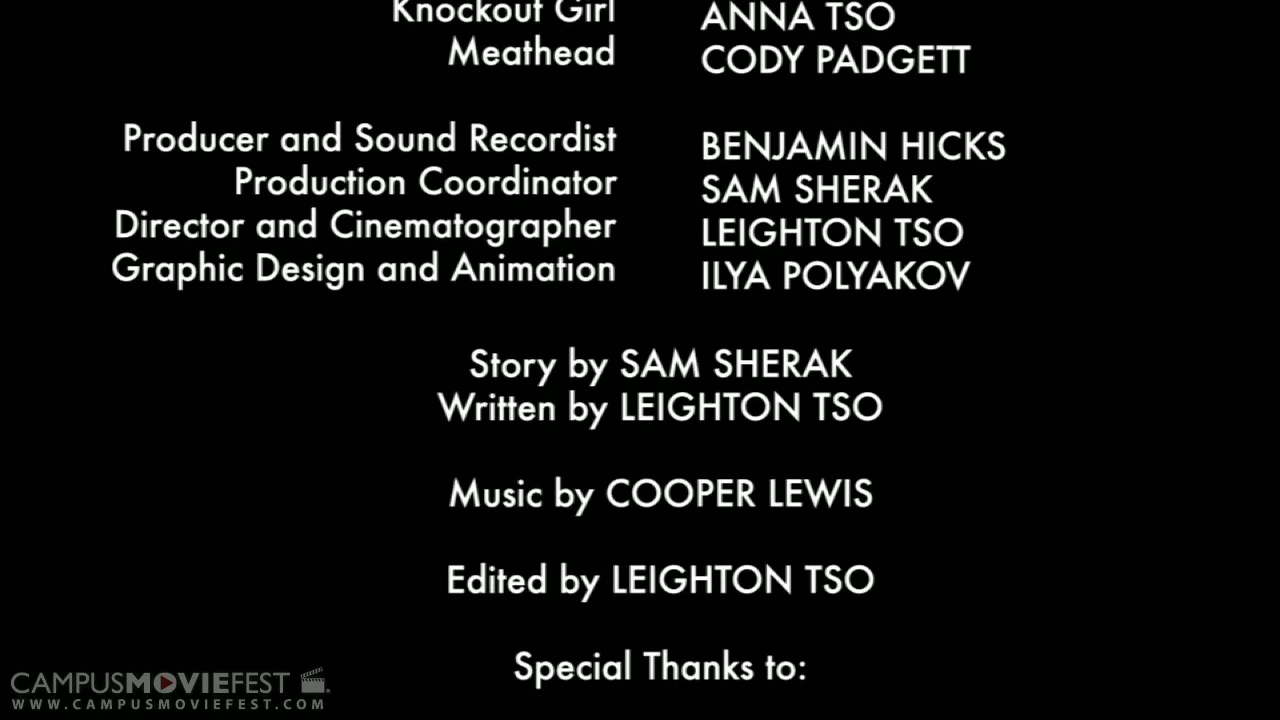 Knockout Girl ANNA TSO
Meathead CODY PADGETT
Producer and Sound Recordist BENJAMIN HICKS
Production Coordinator SAM SHERAK
Director and Cinematographer LEIGHTON TSO
Graphic Design and Animation ILYA POLYAKOV
Story by SAM SHERAK
Written by LEIGHTON TSO
Music by COOPER LEWIS
Edited by LEIGHTON TSO
Special Thanks to:
CAMPUSMOVIEFEST
WWW.CAMPUSMOVIEFEST.COM